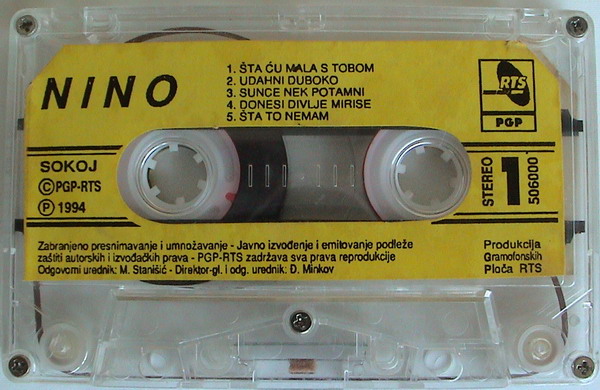 NINO
1. ŠTA ĆU MALA S TOBOM
2. UDAHNI DUBOKO
3. SUNCE NEK POTAMNI
4. DONESI DIVLJE MIRISE
5. ŠTA TO NEMAM
RTS
PGP
SOKOJ
Ⓒ PGP-RTS
Ⓟ 1994
STEREO
1
506000
Zabranjeno presnimavanje i umnožavanje - Javno izvođenje i emitovanje podleže
zaštiti autorskih i izvođačkih prava - PGP-RTS zadržava sva prava reprodukcije
Odgovorni urednik: M. Stanišić - Direktor-gl. i odg. urednik: D. Minkov
Produkcija
Gramofonskih
Ploča RTS